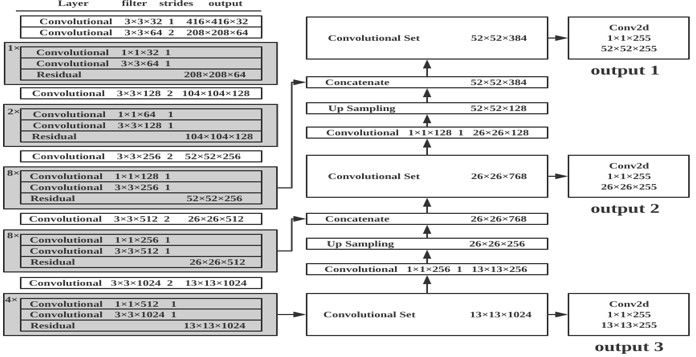 Layer filter strides output
Convolutional 3×3×32 1 416×416×32
Convolutional 3×3×64 2 208×208×64
1×
Convolutional 1×1×32 1
Convolutional 3×3×64 1
Residual 208×208×64
Convolutional 3×3×128 2 104×104×128
2×
Convolutional 1×1×64 1
Convolutional 3×3×128 1
Residual 104×104×128
Convolutional 3×3×256 2 52×52×256
8×
Convolutional 1×1×128 1
Convolutional 3×3×256 1
Residual 52×52×256
Convolutional 3×3×512 2 26×26×512
8×
Convolutional 1×1×256 1
Convolutional 3×3×512 1
Residual 26×26×512
Convolutional 3×3×1024 2 13×13×1024
4×
Convolutional 1×1×512 1
Convolutional 3×3×1024 1
Residual 13×13×1024
Convolutional Set 52×52×384
Concatenate 52×52×384
Up Sampling 52×52×128
Convolutional 1×1×128 1 26×26×128
Convolutional Set 26×26×768
Concatenate 26×26×768
Up Sampling 26×26×256
Convolutional 1×1×256 1 13×13×256
Convolutional Set 13×13×1024
Conv2d
1×1×255
52×52×255
output 1
Conv2d
1×1×255
26×26×255
output 2
Conv2d
1×1×255
13×13×255
output 3